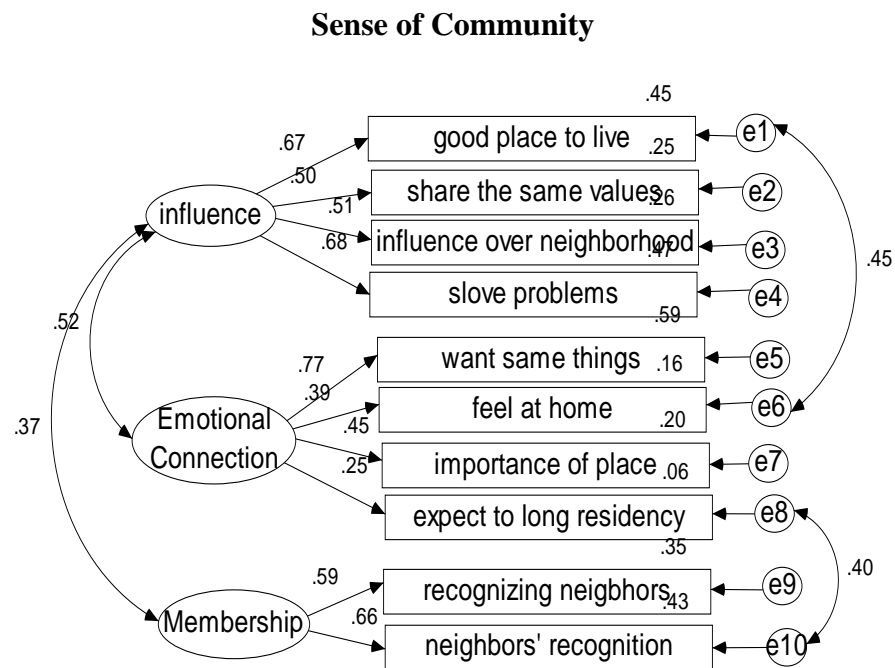 Sense of Community
.45
.67
good place to live
e1
.25
.50
share the same values
e2
.26
influence
.51
influence over neighborhood
e3
.47
.68
slove problems
e4
.45
.59
.52
.77
want same things
e5
.16
.39
Emotional
Connection
feel at home
e6
.20
.45
.37
importance of place
e7
.06
.25
expect to long residency
e8
.35
.40
.59
recognizing neigbhors
e9
.43
Membership
.66
neighbors' recognition
e10